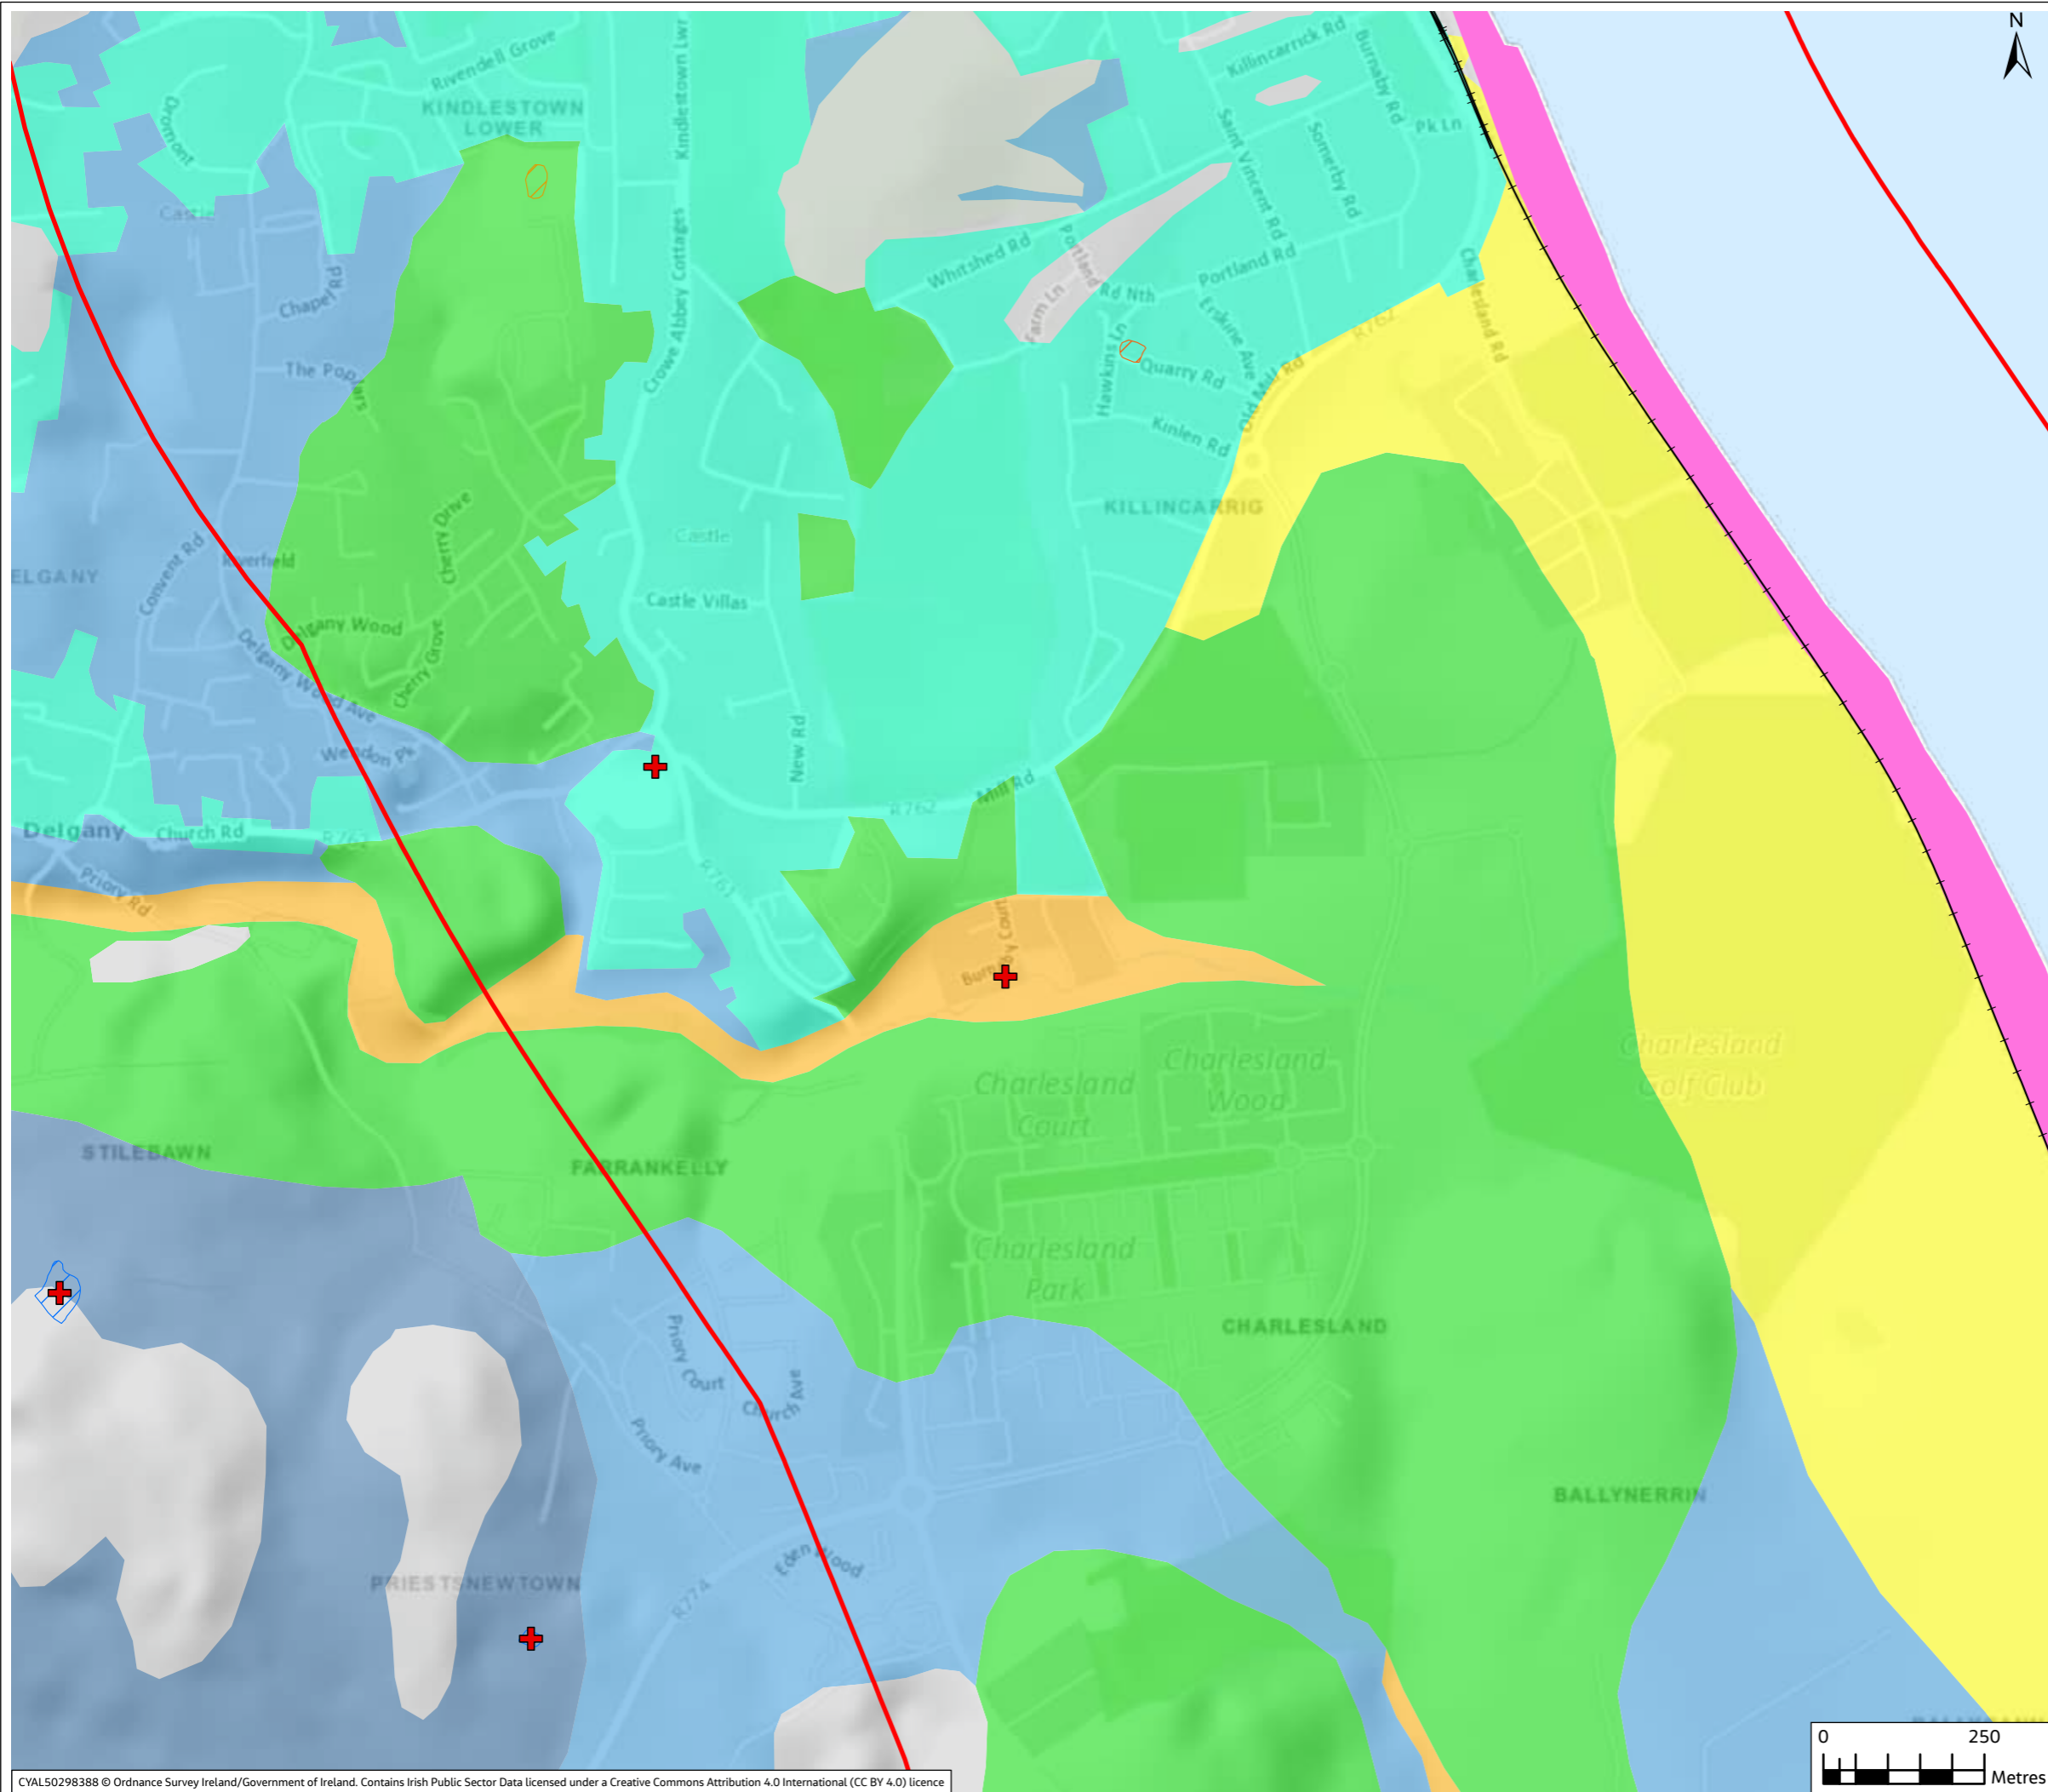 N
Rivendell Grove
KINDLESTOWN
LOWER
Dromont
Kindlestown Lwr
Killincarrick Rd
Burnaby Rd
Pk Ln
Saint Vincent Rd
Somerby Rd
Castle
Chapel Rd
Crowe Abbey Cottages
Whitshed Rd
Portland
Rd Nth
Portland Rd
Farm Ln
Erskine Ave
Charlesland Rd
R762
The Poplars
Hawkins Ln
Quarry Rd
Old Mill Rd
Kinlen Rd
KILLINCARRIG
Cherry Drive
Castle
ELGANY
Convent Rd
Riverfield
Castle Villas
Delgany Wood
Cherry Grove
Delgany Wood Ave
Wendon Pk
New Rd
Mill Rd
R762
Delgany
Church Rd
R762
Priory Rd
R761
Burnaby Court
Charlesland
Golf Club
Charlesland
Court
Charlesland
Wood
STILEBAWN
FARRANKELLY
Charlesland
Park
CHARLESLAND
Priory Court
Church Ave
Priory Ave
BALLYNERRIN
Eden Wood
PRIESTSNEWTOWN
R774
0 250
Metres
CYAL50298388 © Ordnance Survey Ireland/Government of Ireland. Contains Irish Public Sector Data licensed under a Creative Commons Attribution 4.0 International (CC BY 4.0) licence